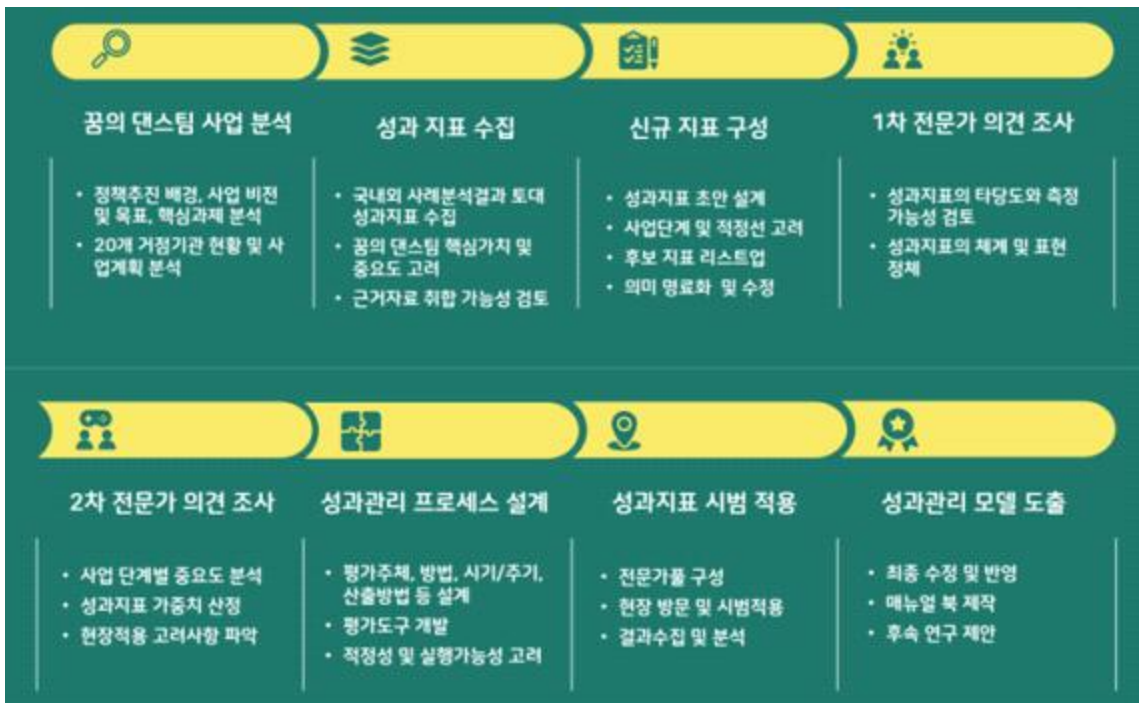 꿈의 댄스팀 사업 분석
• 정책추진 배경, 사업 비전
및 목표, 핵심과제 분석
• 20개 거점기관 현황 및 사
업계획 분석
성과 지표 수집
• 국내외 사례분석결과 토대
성과지표 수집
• 꿈의 댄스팀 핵심가치 및
중요도 고려
• 근거자료 취합 가능성 검토
신규 지표 구성
• 성과지표 초안 설계
• 사업단계 및 적정선 고려
• 후보 지표 리스트업
• 의미 명료화 및 수정
1차 전문가 의견 조사
• 성과지표의 타당도와 측정
가능성 검토
• 성과지표의 체계 및 표현
정체
2차 전문가 의견 조사
• 사업 단계별 중요도 분석
• 성과지표 가중치 산정
• 현장적용 고려사항 파악
성과관리 프로세스 설계
• 평가주체, 방법, 시기/주기,
산출방법 등 설계
• 평가도구 개발
• 적정성 및 실행가능성 고려
성과지표 시범 적용
• 전문가풀 구성
• 현장 방문 및 시범적용
• 결과수집 및 분석
성과관리 모델 도출
• 최종 수정 및 반영
• 매뉴얼 북 제작
• 후속 연구 제안